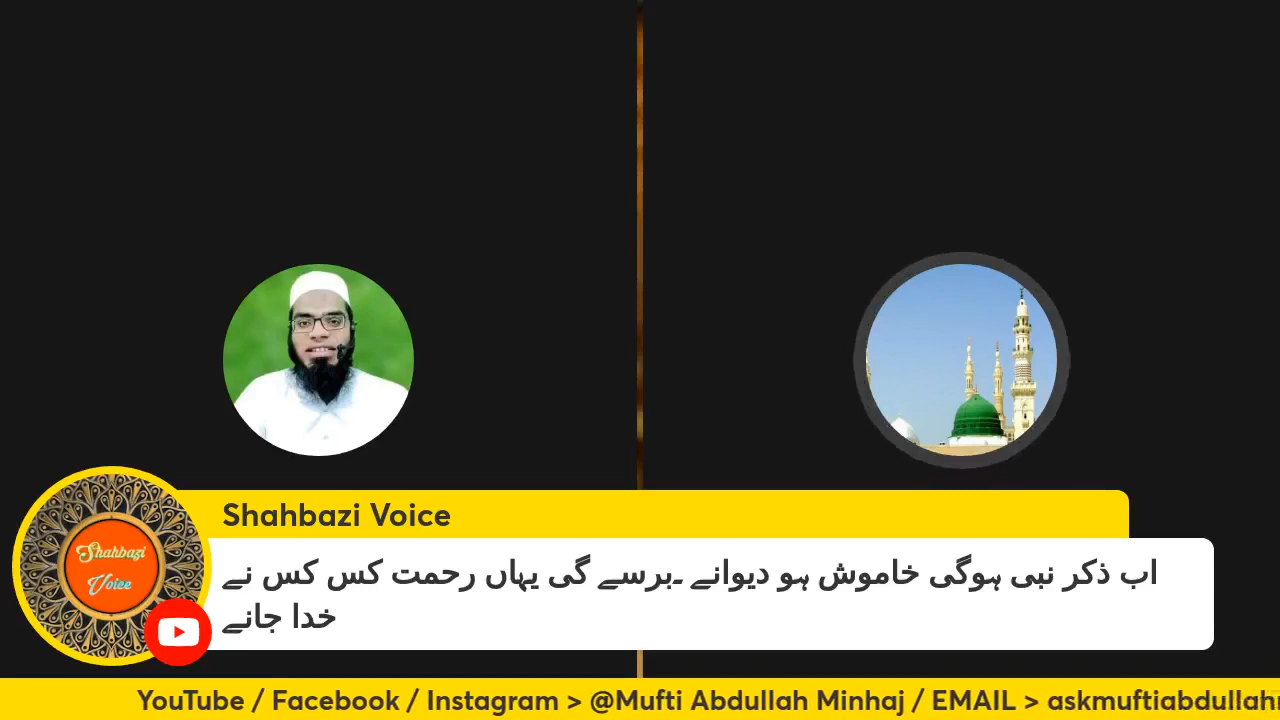 Shahbazi Voice
اب ذکر نبی ہوگی خاموش ہو دیوانے ۔برسے گی یہاں رحمت کس کس نے
خدا جانے
Shahbazi
Voice
YouTube / Facebook / Instagram > @Mufti Abdullah Minhaj / EMAIL > askmuftiabdullah